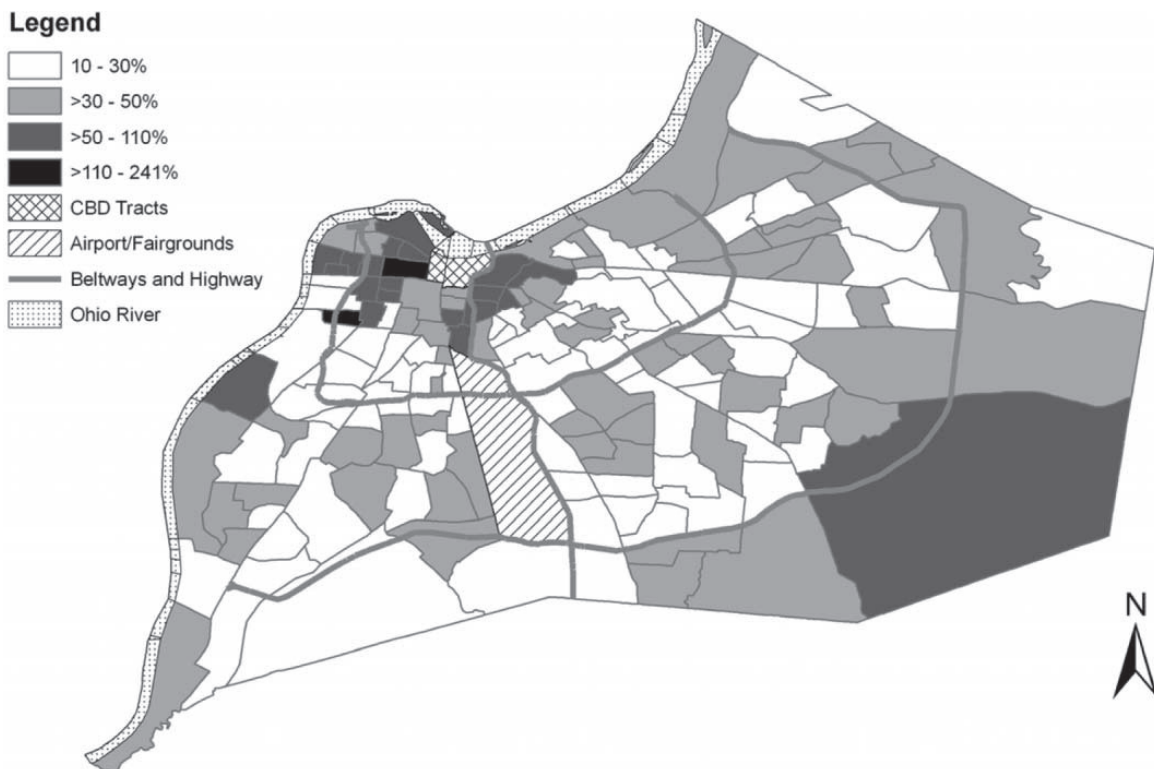 Legend
10 - 30%
>30 - 50%
>50 - 110%
>110 - 241%
CBD Tracts
Airport/Fairgrounds
Beltways and Highway
Ohio River
N